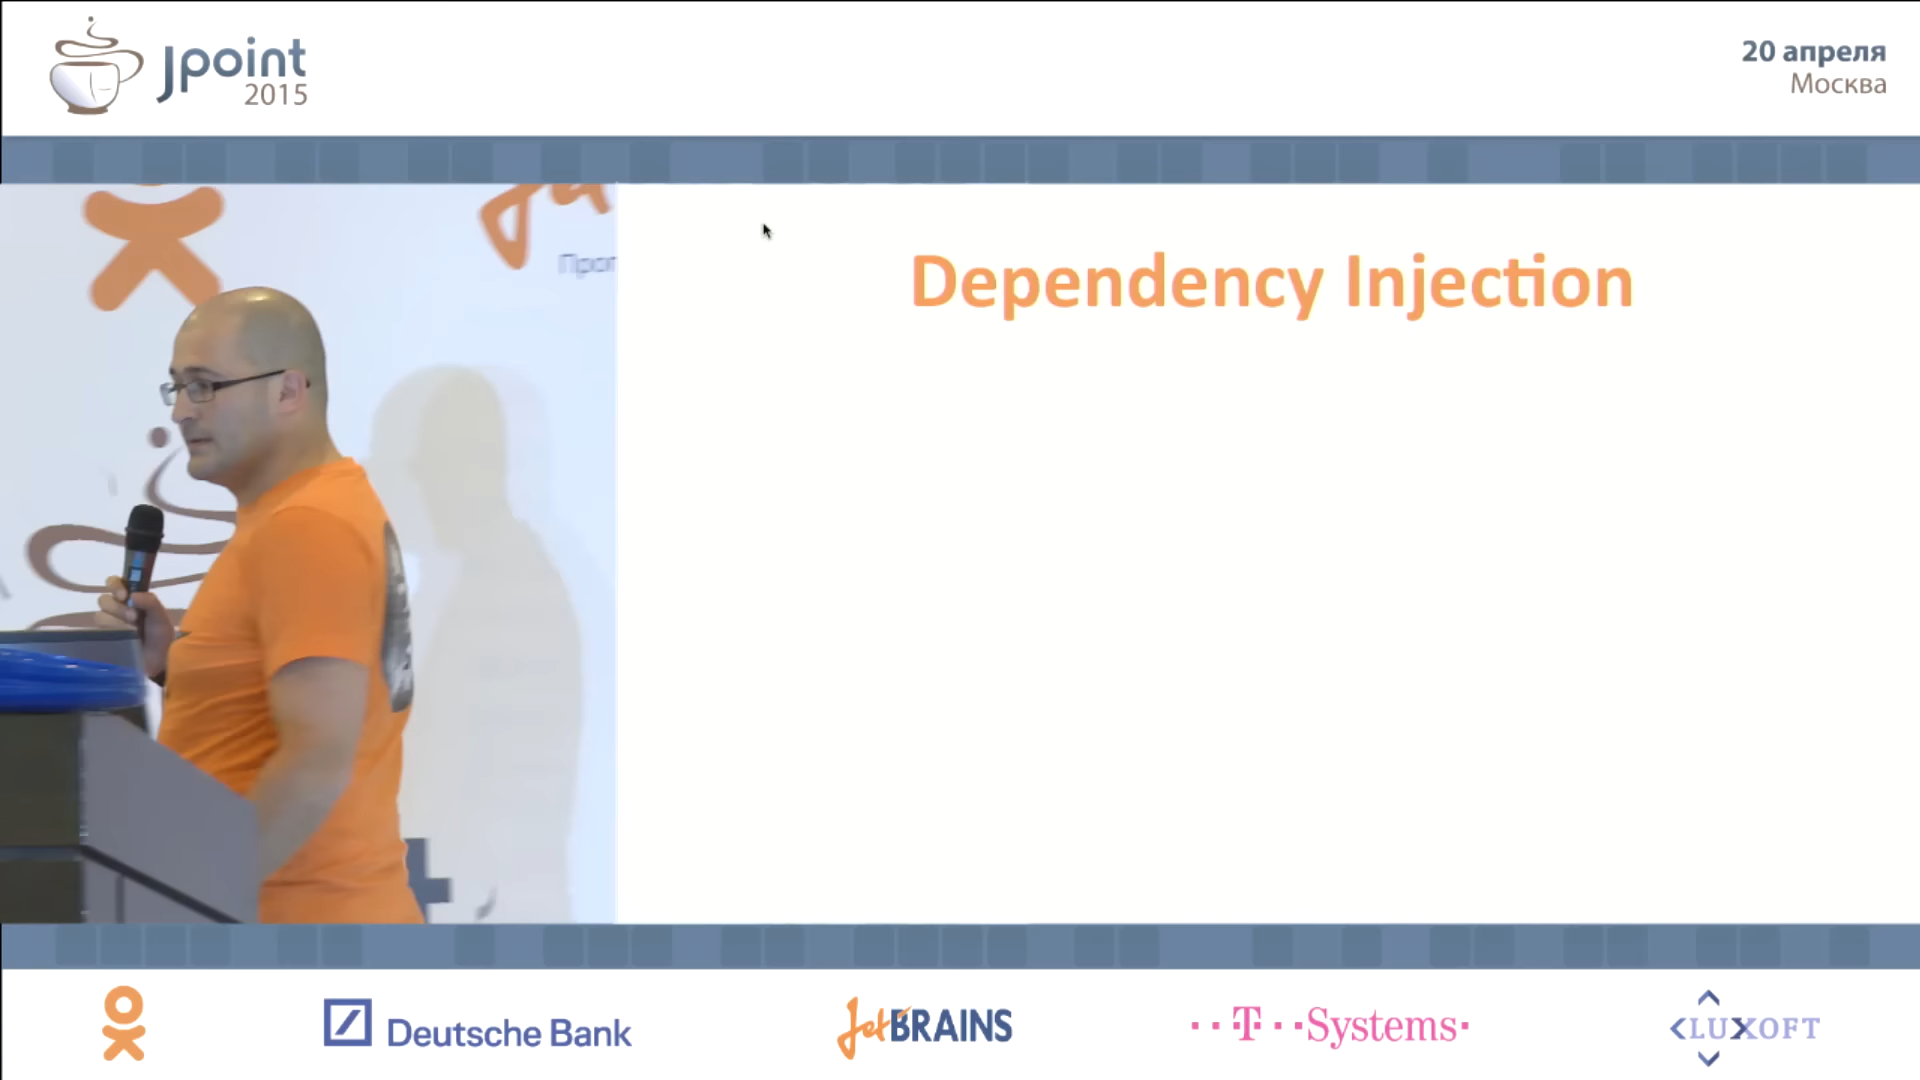 Jpoint
2015
20 апреля
Москва
Dependency Injection
Deutsche Bank
JetBRAINS
··T··Systems·
LUXOFT